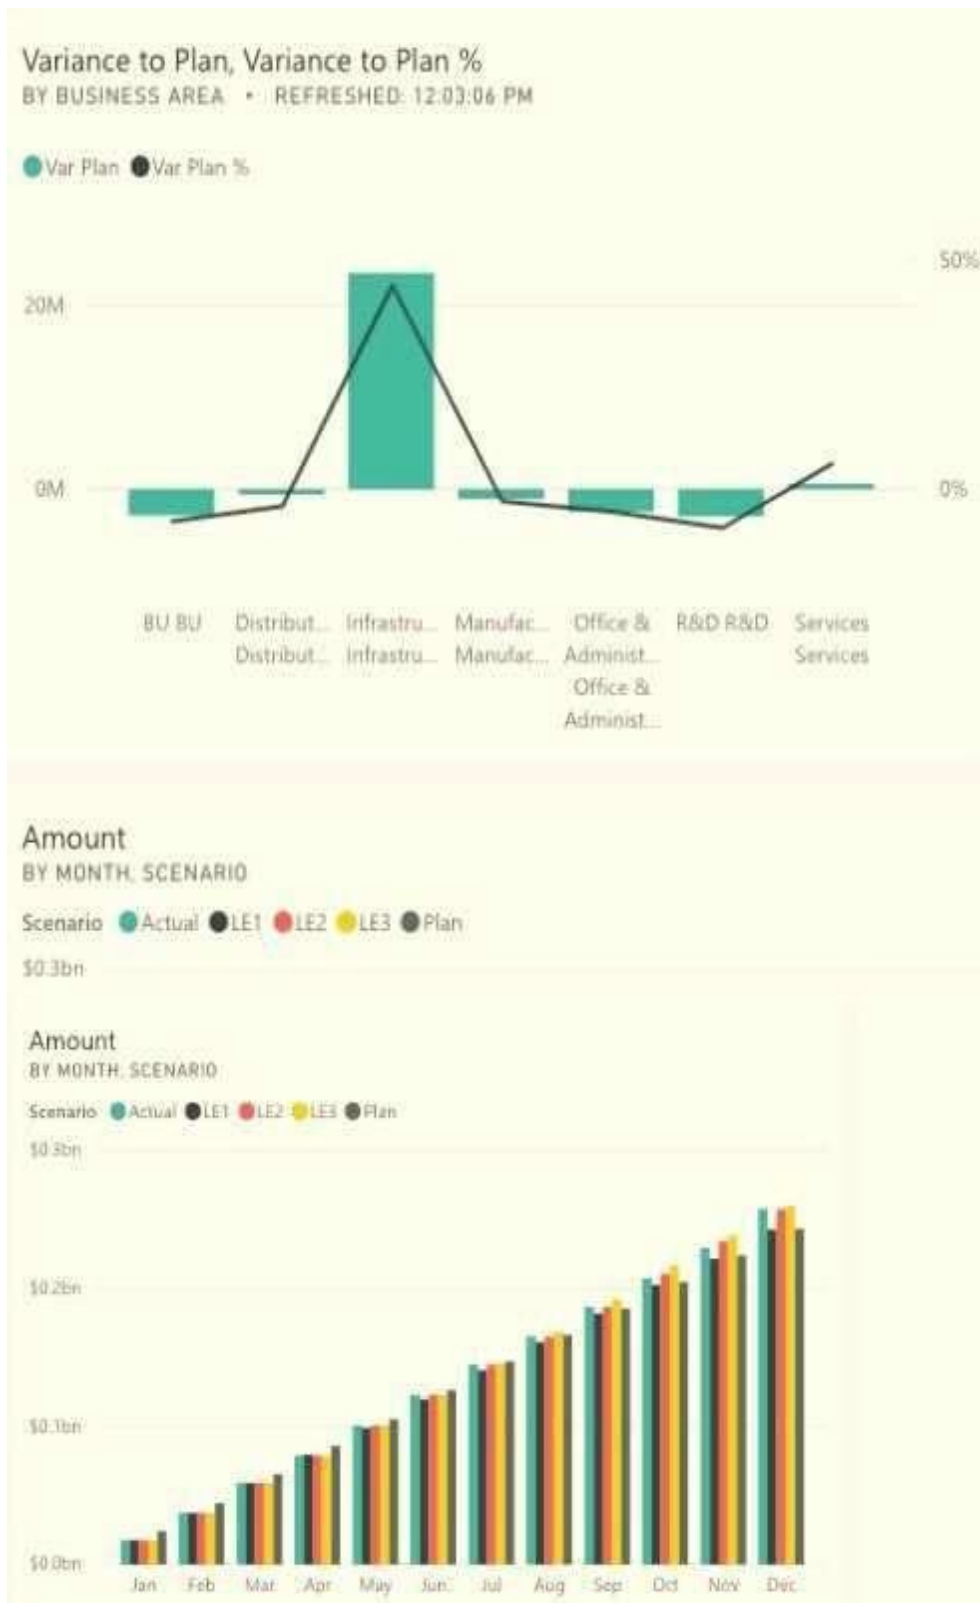 Variance to Plan, Variance to Plan %
BY BUSINESS AREA • REFRESHED: 12:03:06 PM
Var Plan Var Plan %
50%
20M
0M 0%
BU BU Distribut... Infrastru... Manufac... Office & R&D R&D Services
Distribut... Infrastru... Manufac... Administ... Services
Office &
Administ...
Amount
BY MONTH, SCENARIO
Scenario Actual LE1 LE2 LE3 Plan
$0.3bn
Amount
BY MONTH, SCENARIO
Scenario Actual LE1 LE2 LE3 Plan
$0.3bn
$0.2bn
$0.1bn
$0.0bn
Jan Feb Mar Apr May Jun Jul Aug Sep Oct Nov Dec